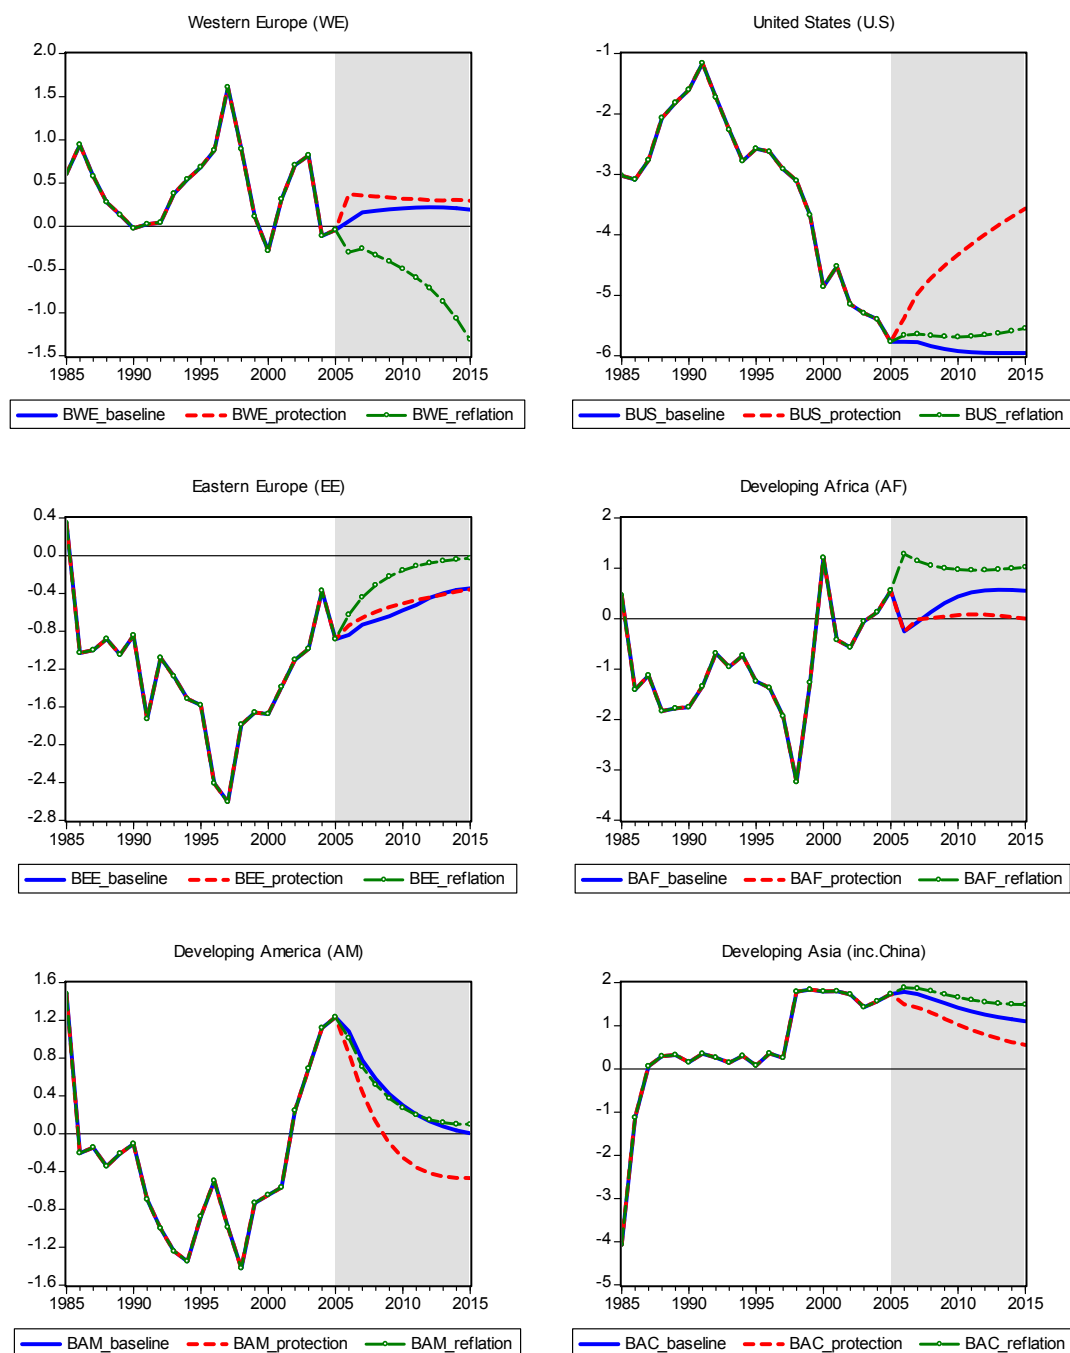 Western Europe (WE)
2.0
1.5
1.0
0.5
0.0
-0.5
-1.0
-1.5
1985 1990 1995 2000 2005 2010 2015
BWE_baseline BWE_protection BWE_reflation
United States (U.S)
-1
-2
-3
-4
-5
-6
1985 1990 1995 2000 2005 2010 2015
BUS_baseline BUS_protection BUS_reflation
Eastern Europe (EE)
0.4
0.0
-0.4
-0.8
-1.2
-1.6
-2.0
-2.4
-2.8
1985 1990 1995 2000 2005 2010 2015
BEE_baseline BEE_protection BEE_reflation
Developing Africa (AF)
2
1
0
-1
-2
-3
-4
1985 1990 1995 2000 2005 2010 2015
BAF_baseline BAF_protection BAF_reflation
Developing America (AM)
1.6
1.2
0.8
0.4
0.0
-0.4
-0.8
-1.2
-1.6
1985 1990 1995 2000 2005 2010 2015
BAM_baseline BAM_protection BAM_reflation
Developing Asia (inc.China)
2
1
0
-1
-2
-3
-4
-5
1985 1990 1995 2000 2005 2010 2015
BAC_baseline BAC_protection BAC_reflation